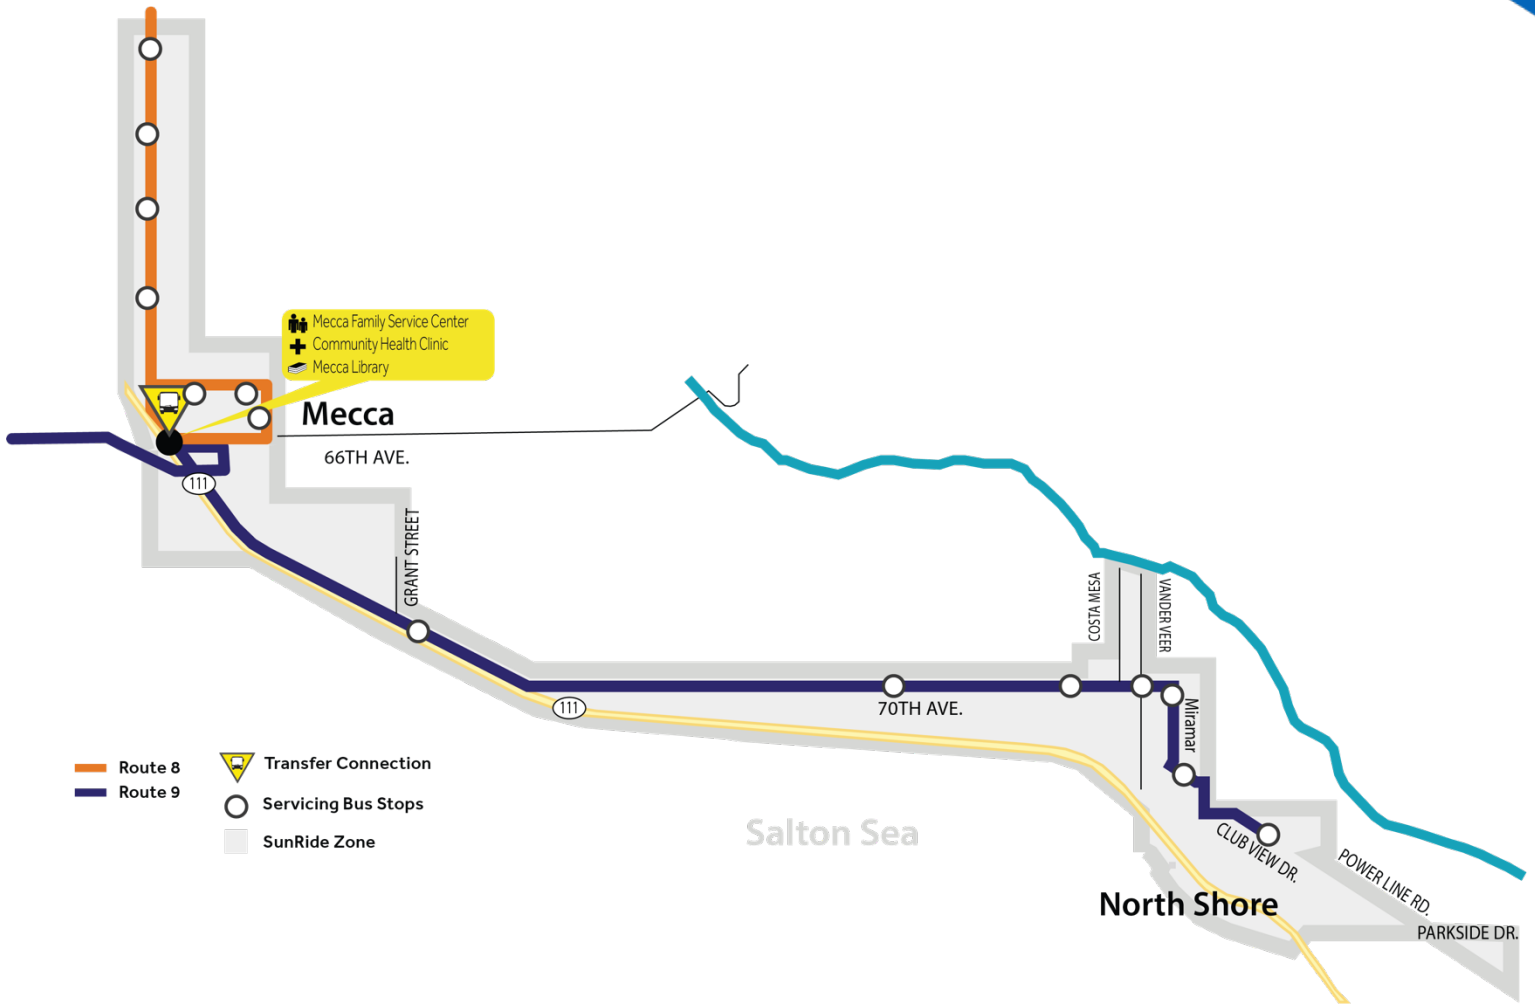 Mecca Family Service Center
Community Health Clinic
Mecca Library
Mecca
66TH AVE.
111
GRANT STREET
COSTA MESA
VANDER VEER
111
70TH AVE.
Miramar
Route 8
Route 9
Transfer Connection
Servicing Bus Stops
SunRide Zone
Salton Sea
CLUB VIEW DR.
POWER LINE RD.
North Shore
PARKSIDE DR.